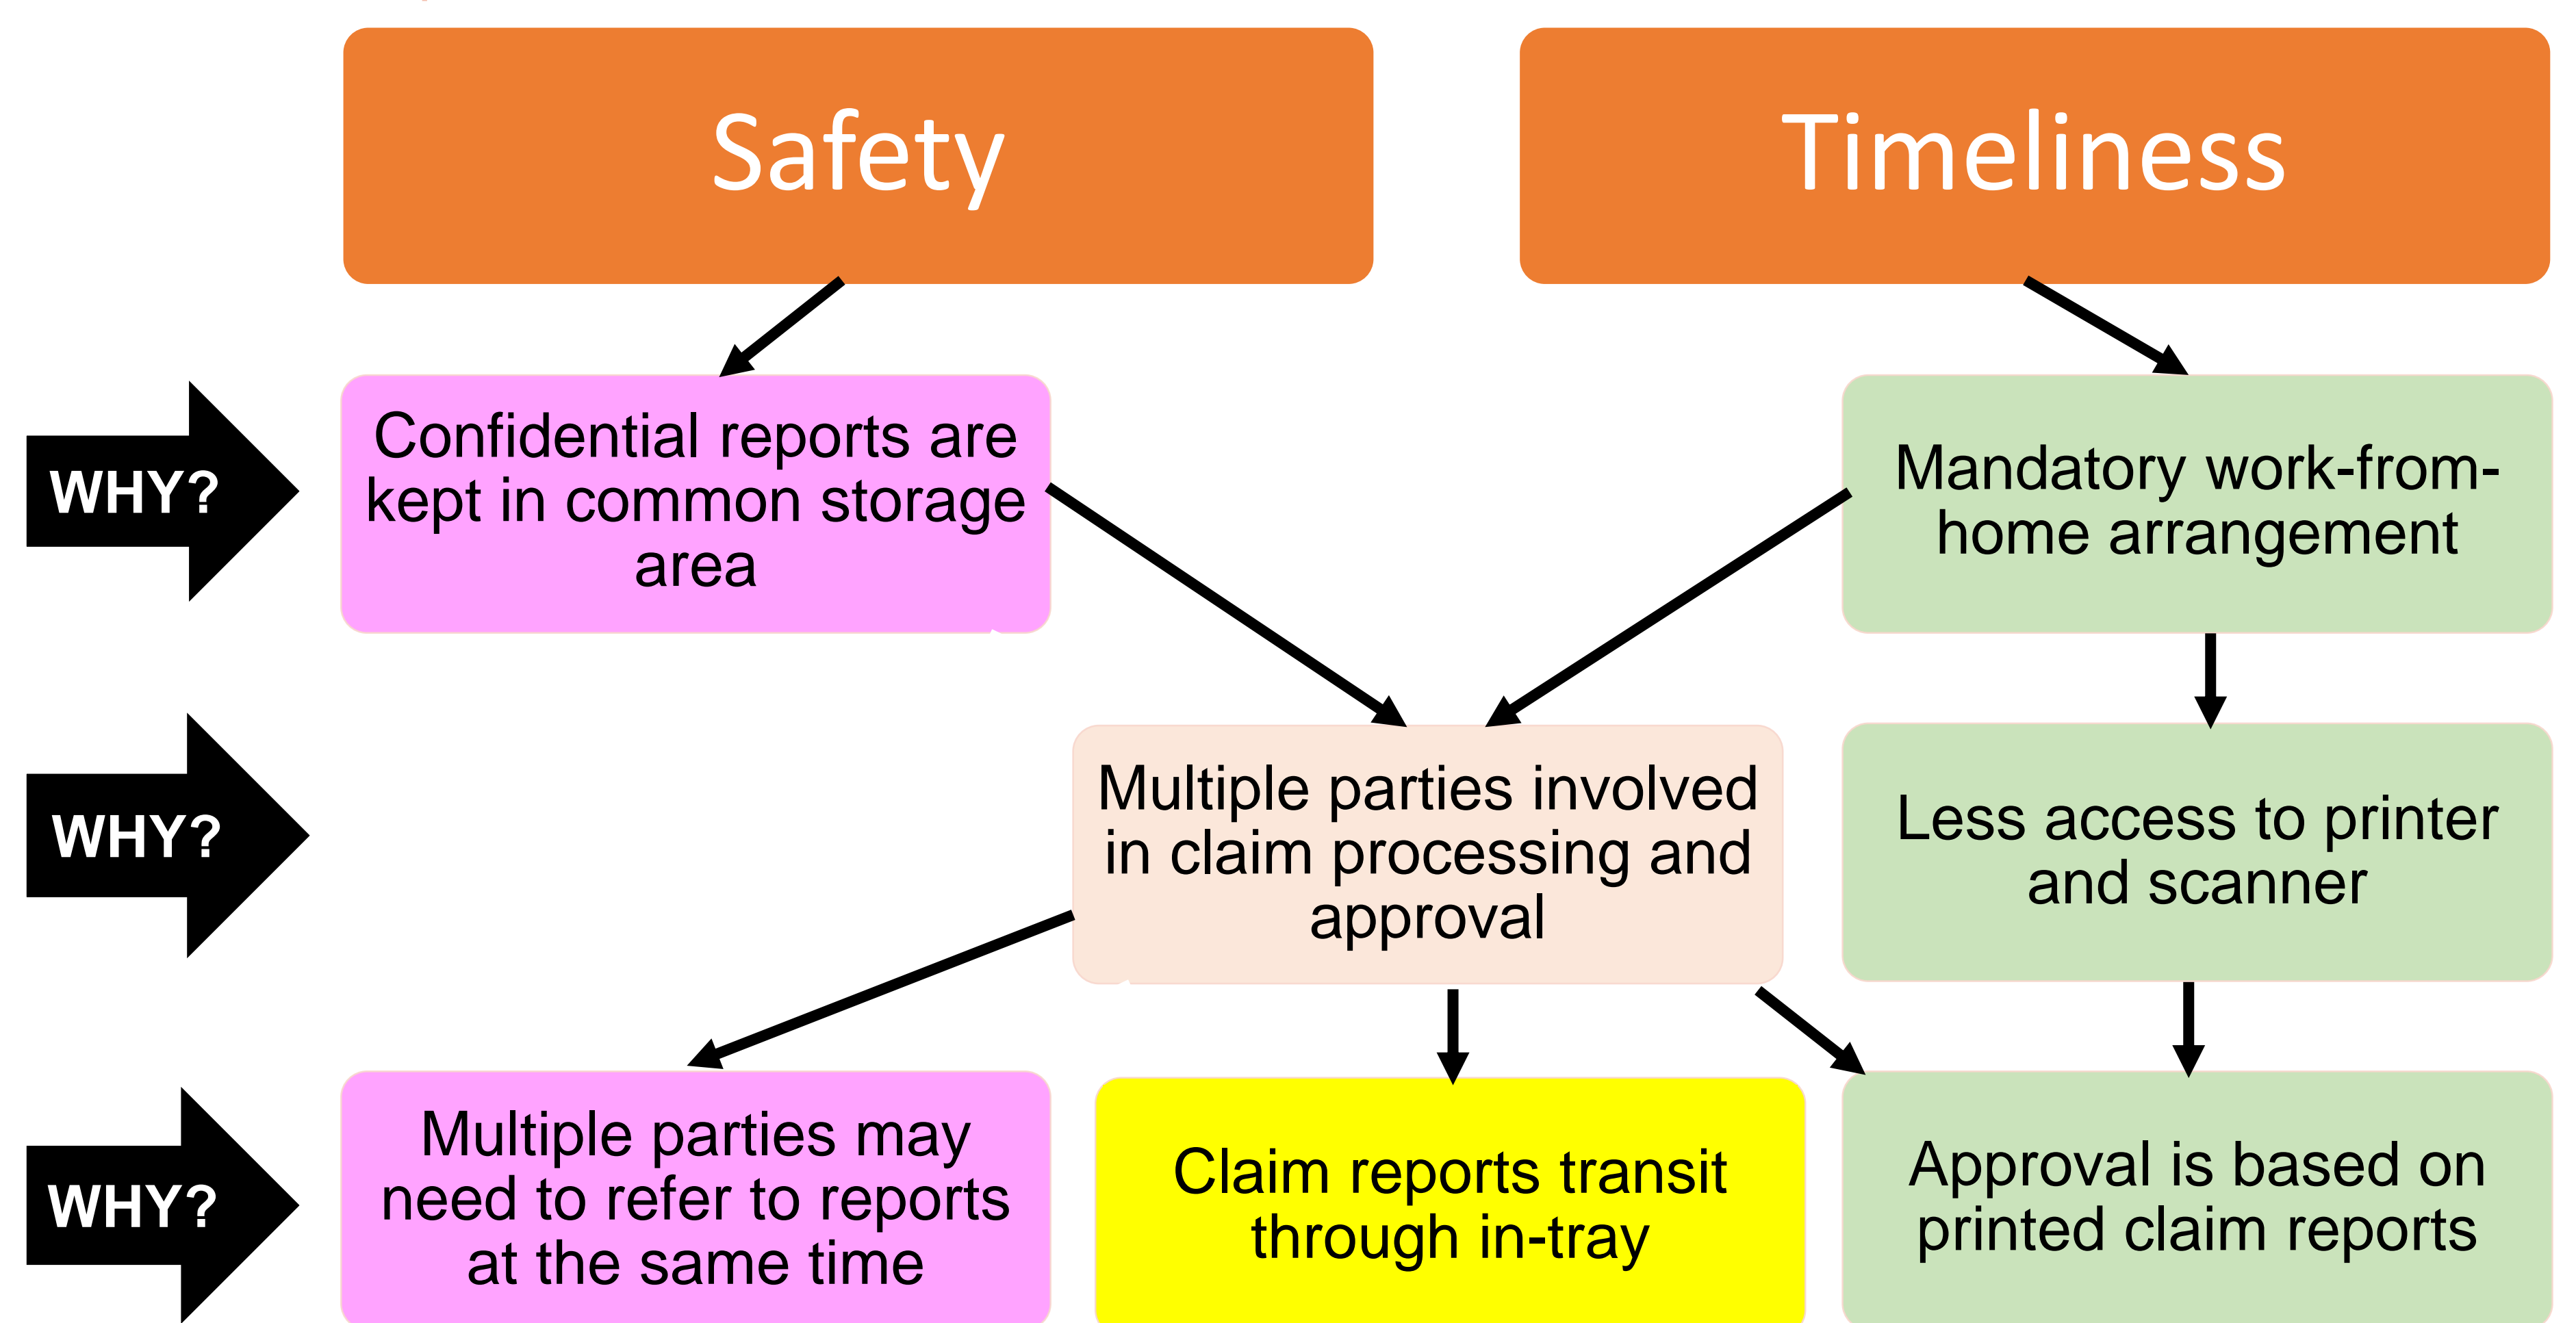 Safety
Timeliness
WHY?
Confidential reports are
kept in common storage
area
Mandatory work-from-
home arrangement
WHY?
Multiple parties involved
in claim processing and
approval
Less access to printer
and scanner
WHY?
Multiple parties may
need to refer to reports
at the same time
Claim reports transit
through in-tray
Approval is based on
printed claim reports